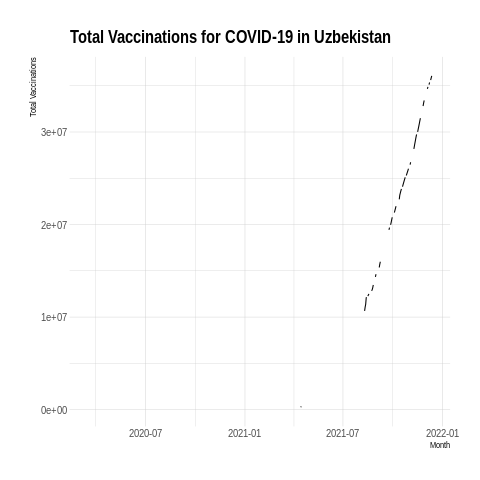 Total Vaccinations for COVID-19 in Uzbekistan
Total Vaccinations
3e+07
2e+07
1e+07
0e+00
2020-07 2021-01 2021-07 2022-01
Month